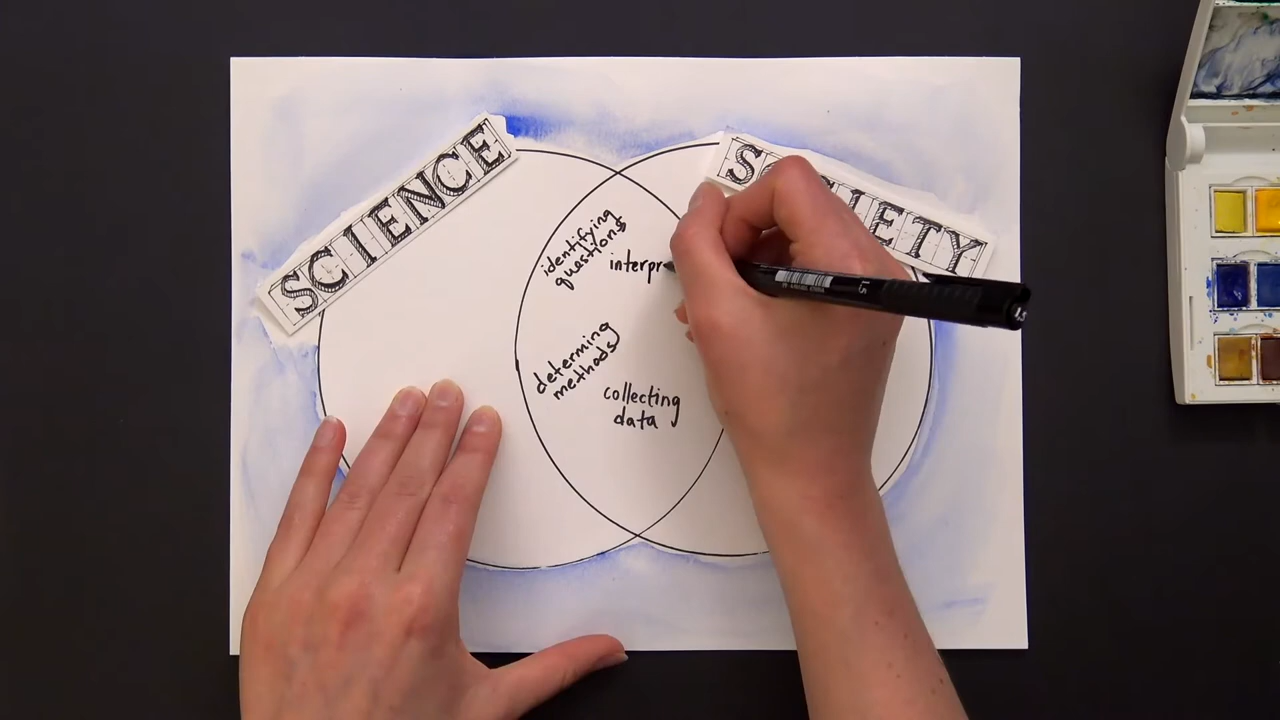 SCIENCE
identifying
questions
interpr
determing
methods
collecting
data